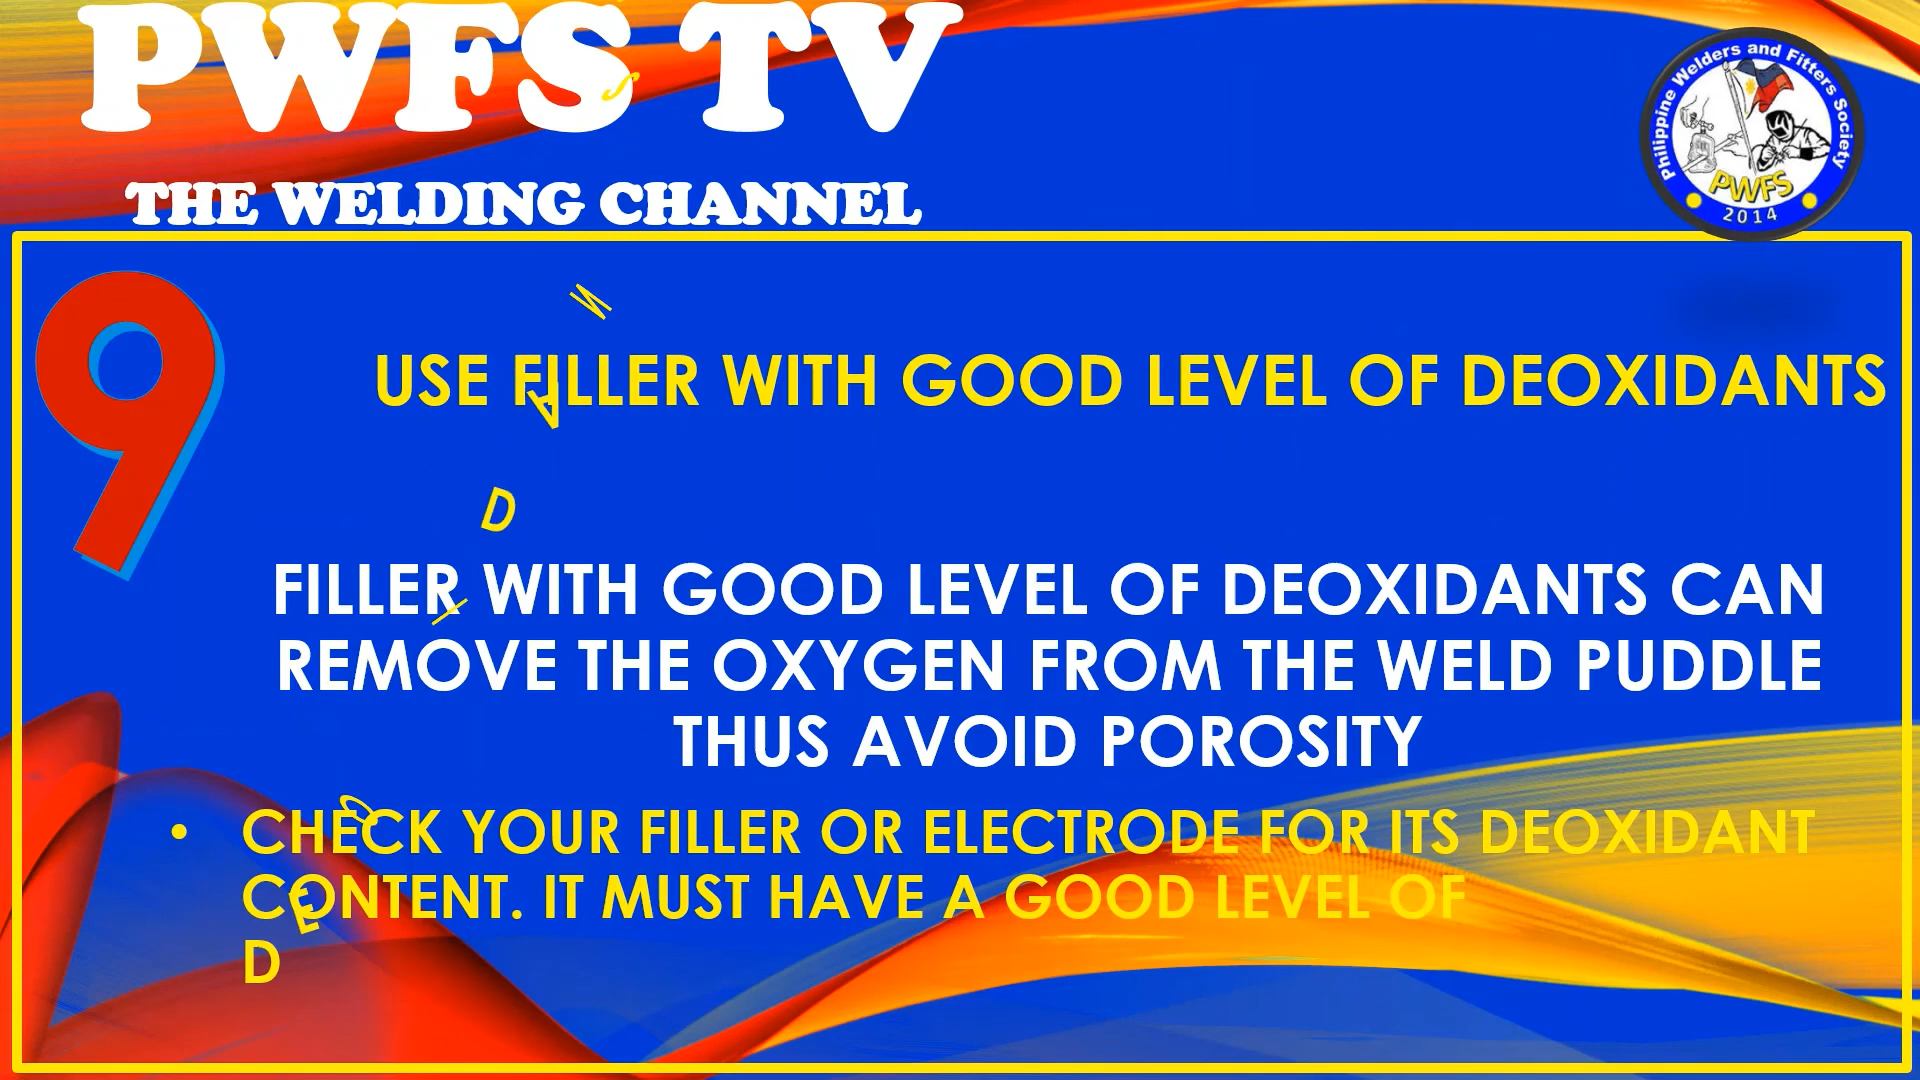 PWFS TV
THE WELDING CHANNEL
Philippine Welders and Fitters Society
PWFS
2014
9
USE FILLER WITH GOOD LEVEL OF DEOXIDANTS
FILLER WITH GOOD LEVEL OF DEOXIDANTS CAN
REMOVE THE OXYGEN FROM THE WELD PUDDLE
THUS AVOID POROSITY
• CHECK YOUR FILLER OR ELECTRODE FOR ITS DEOXIDANT
CONTENT. IT MUST HAVE A GOOD LEVEL OF
D